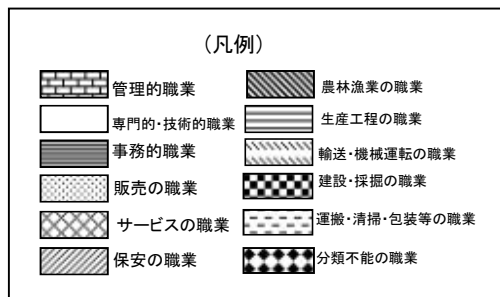 (凡例)
管理的職業
専門的・技術的職業
事務的職業
販売の職業
サービスの職業
保安の職業
農林漁業の職業
生産工程の職業
輸送・機械運転の職業
建設・採掘の職業
運搬・清掃・包装等の職業
分類不能の職業